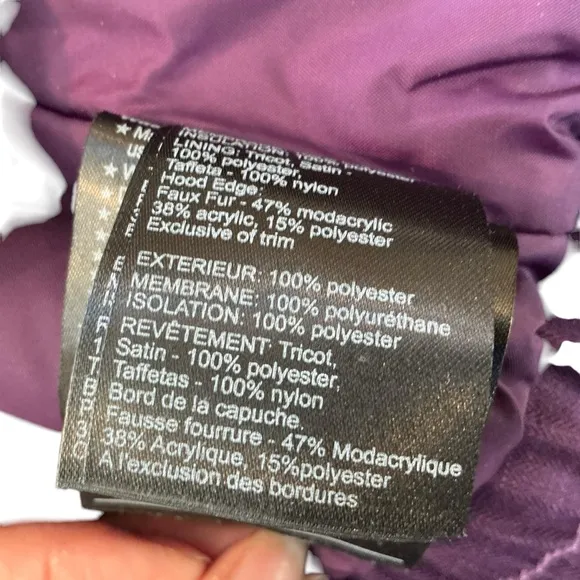 INSULATION: 100% polyester
LINING: Tricot, Satin -
100% polyester,
Taffeta - 100% nylon
Hood Edge:
Faux Fur - 47% modacrylic
38% acrylic, 15% polyester
Exclusive of trim
EXTERIEUR: 100% polyester
MEMBRANE: 100% polyuréthane
ISOLATION: 100% polyester
REVÊTEMENT: Tricot,
Satin - 100% polyester,
Taffetas - 100% nylon
Bord de la capuche.
Fausse fourrure - 47% Modacrylique
38% Acrylique, 15%polyester
A l'exclusion des bordures